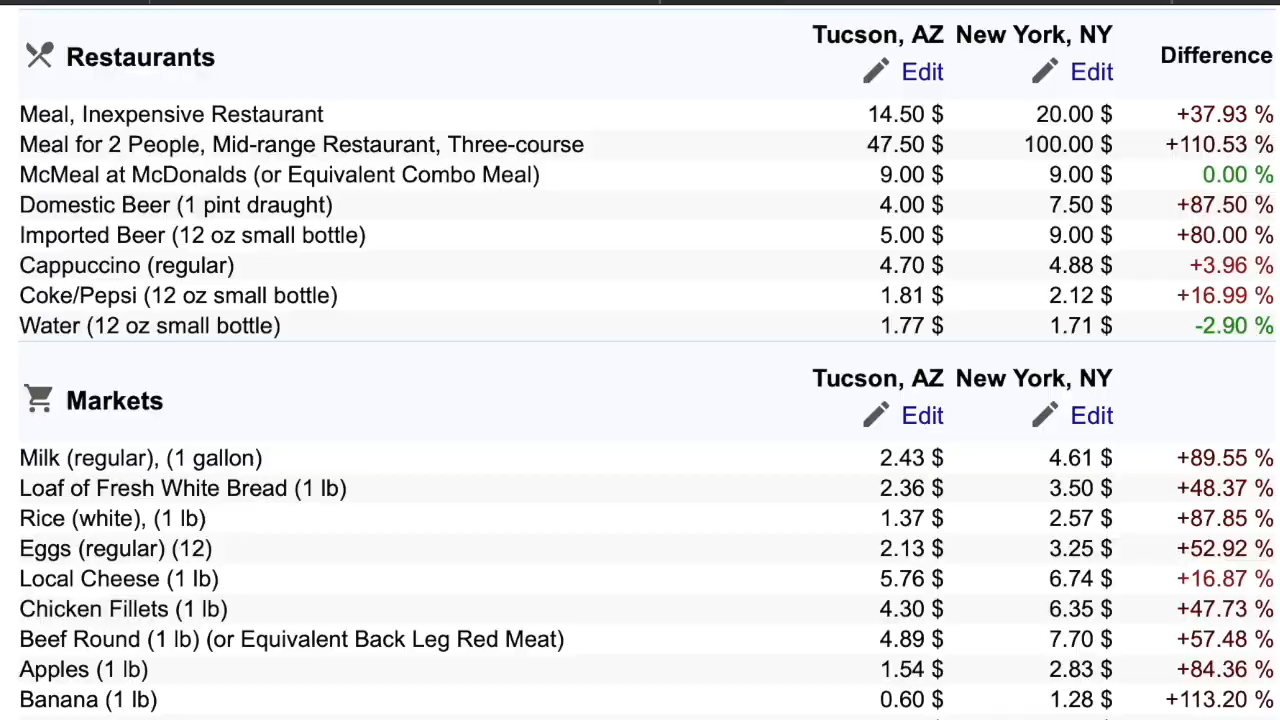 Tucson, AZ New York, NY
Restaurants Edit Edit Difference
Meal, Inexpensive Restaurant 14.50 $ 20.00 $ +37.93 %
Meal for 2 People, Mid-range Restaurant, Three-course 47.50 $ 100.00 $ +110.53 %
McMeal at McDonalds (or Equivalent Combo Meal) 9.00 $ 9.00 $ 0.00 %
Domestic Beer (1 pint draught) 4.00 $ 7.50 $ +87.50 %
Imported Beer (12 oz small bottle) 5.00 $ 9.00 $ +80.00 %
Cappuccino (regular) 4.70 $ 4.88 $ +3.96 %
Coke/Pepsi (12 oz small bottle) 1.81 $ 2.12 $ +16.99 %
Water (12 oz small bottle) 1.77 $ 1.71 $ -2.90 %
Tucson, AZ New York, NY
Markets Edit Edit
Milk (regular), (1 gallon) 2.43 $ 4.61 $ +89.55 %
Loaf of Fresh White Bread (1 lb) 2.36 $ 3.50 $ +48.37 %
Rice (white), (1 lb) 1.37 $ 2.57 $ +87.85 %
Eggs (regular) (12) 2.13 $ 3.25 $ +52.92 %
Local Cheese (1 lb) 5.76 $ 6.74 $ +16.87 %
Chicken Fillets (1 lb) 4.30 $ 6.35 $ +47.73 %
Beef Round (1 lb) (or Equivalent Back Leg Red Meat) 4.89 $ 7.70 $ +57.48 %
Apples (1 lb) 1.54 $ 2.83 $ +84.36 %
Banana (1 lb) 0.60 $ 1.28 $ +113.20 %